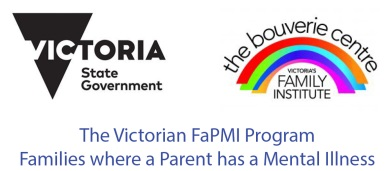 VICTORIA
State
Government
the bouverie centre
VICTORIA'S
FAMILY
INSTITUTE
The Victorian FaPMI Program
Families where a Parent has a Mental Illness